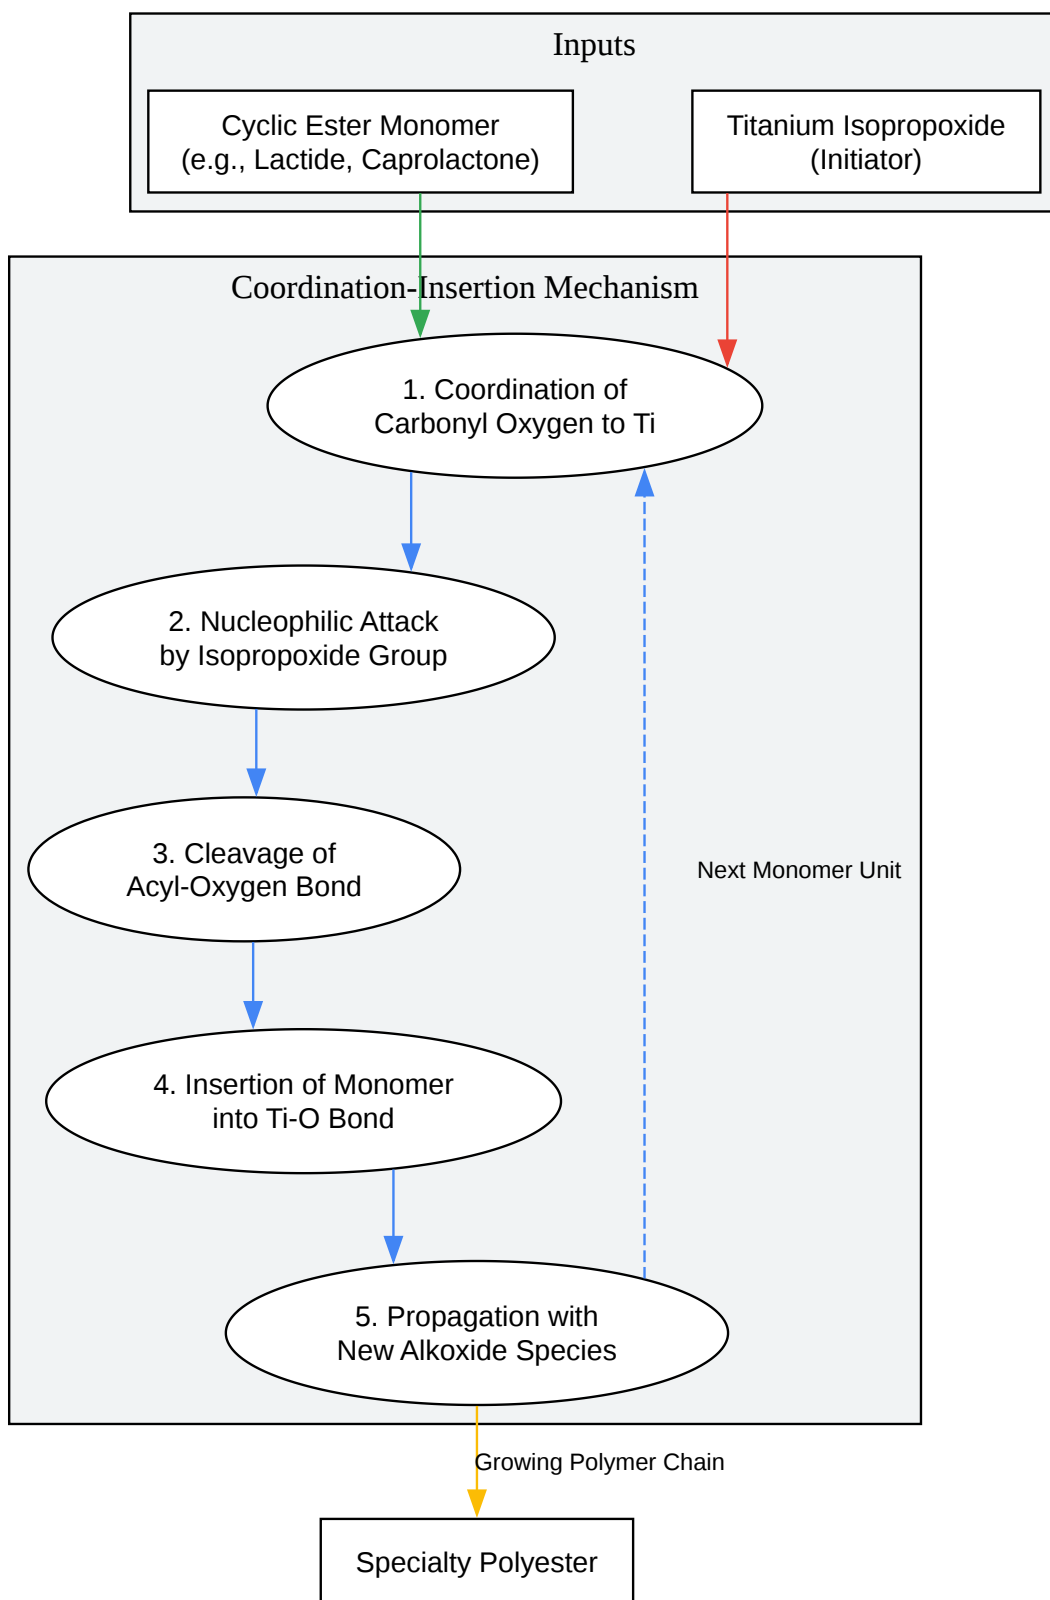 Inputs
Cyclic Ester Monomer
(e.g., Lactide, Caprolactone)
Titanium Isopropoxide
(Initiator)
Coordination-Insertion Mechanism
1. Coordination of
Carbonyl Oxygen to Ti
2. Nucleophilic Attack
by Isopropoxide Group
3. Cleavage of
Acyl-Oxygen Bond
Next Monomer Unit
4. Insertion of Monomer
into Ti-O Bond
5. Propagation with
New Alkoxide Species
Growing Polymer Chain
Specialty Polyester